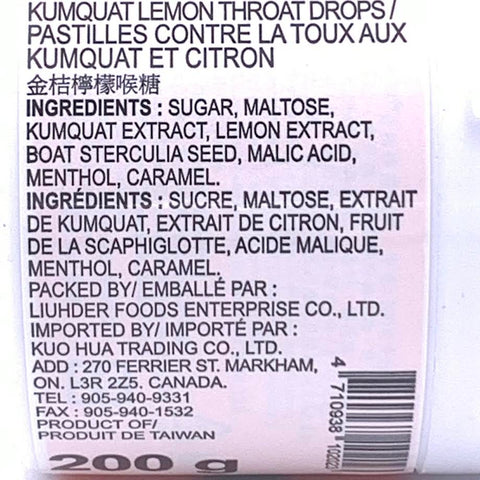 KUMQUAT LEMON THROAT DROPS /
PASTILLES CONTRE LA TOUX AUX
KUMQUAT ET CITRON
金桔檸檬喉糖
INGREDIENTS : SUGAR, MALTOSE,
KUMQUAT EXTRACT, LEMON EXTRACT,
BOAT STERCULIA SEED, MALIC ACID,
MENTHOL, CARAMEL.
INGRÉDIENTS : SUCRE, MALTOSE, EXTRAIT
DE KUMQUAT, EXTRAIT DE CITRON, FRUIT
DE LA SCAPHIGLOTTE, ACIDE MALIQUE,
MENTHOL, CARAMEL.
PACKED BY/ EMBALLÉ PAR :
LIUHDER FOODS ENTERPRISE CO., LTD.
IMPORTED BY/ IMPORTÉ PAR :
KUO HUA TRADING CO., LTD.
ADD : 270 FERRIER ST. MARKHAM,
ON. L3R 2Z5. CANADA.
TEL : 905-940-9331
FAX : 905-940-1532
PRODUCT OF/
PRODUIT DE TAIWAN
200 g
4 710938